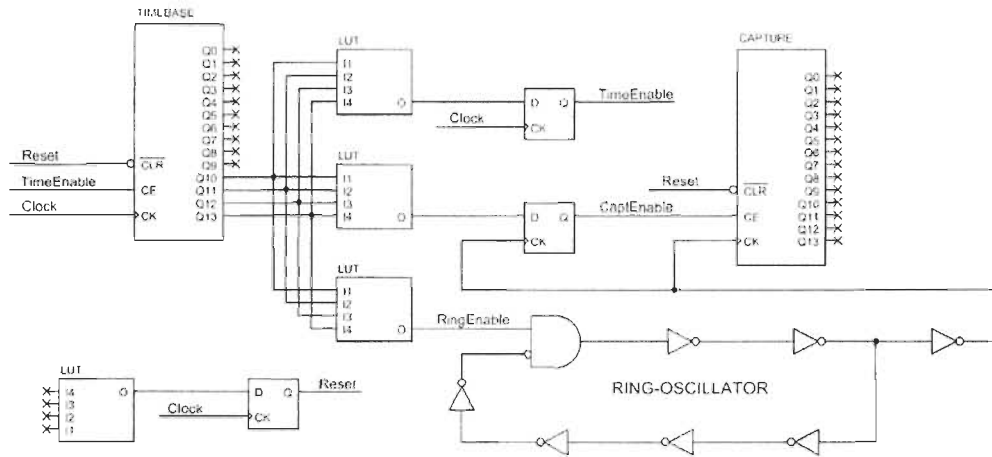 TIMEBASE
Q0
Q1
Q2
Q3
Q4
Q5
Q6
Q7
Q8
Q9
Q10
Q11
Q12
Q13
Reset
CLR
TimeEnable
CE
Clock
CK
LUT
I1
I2
I3
I4
O
Clock
D Q
CK
TimeEnable
LUT
I1
I2
I3
I4
O
D Q
CK
CaptEnable
CAPTURE
Q0
Q1
Q2
Q3
Q4
Q5
Q6
Q7
Q8
Q9
Q10
Q11
Q12
Q13
Reset
CLR
CE
CK
LUT
I1
I2
I3
I4
O
RingEnable
RING-OSCILLATOR
LUT
I4
I3
I2
I1
O
Clock
D Q
CK
Reset